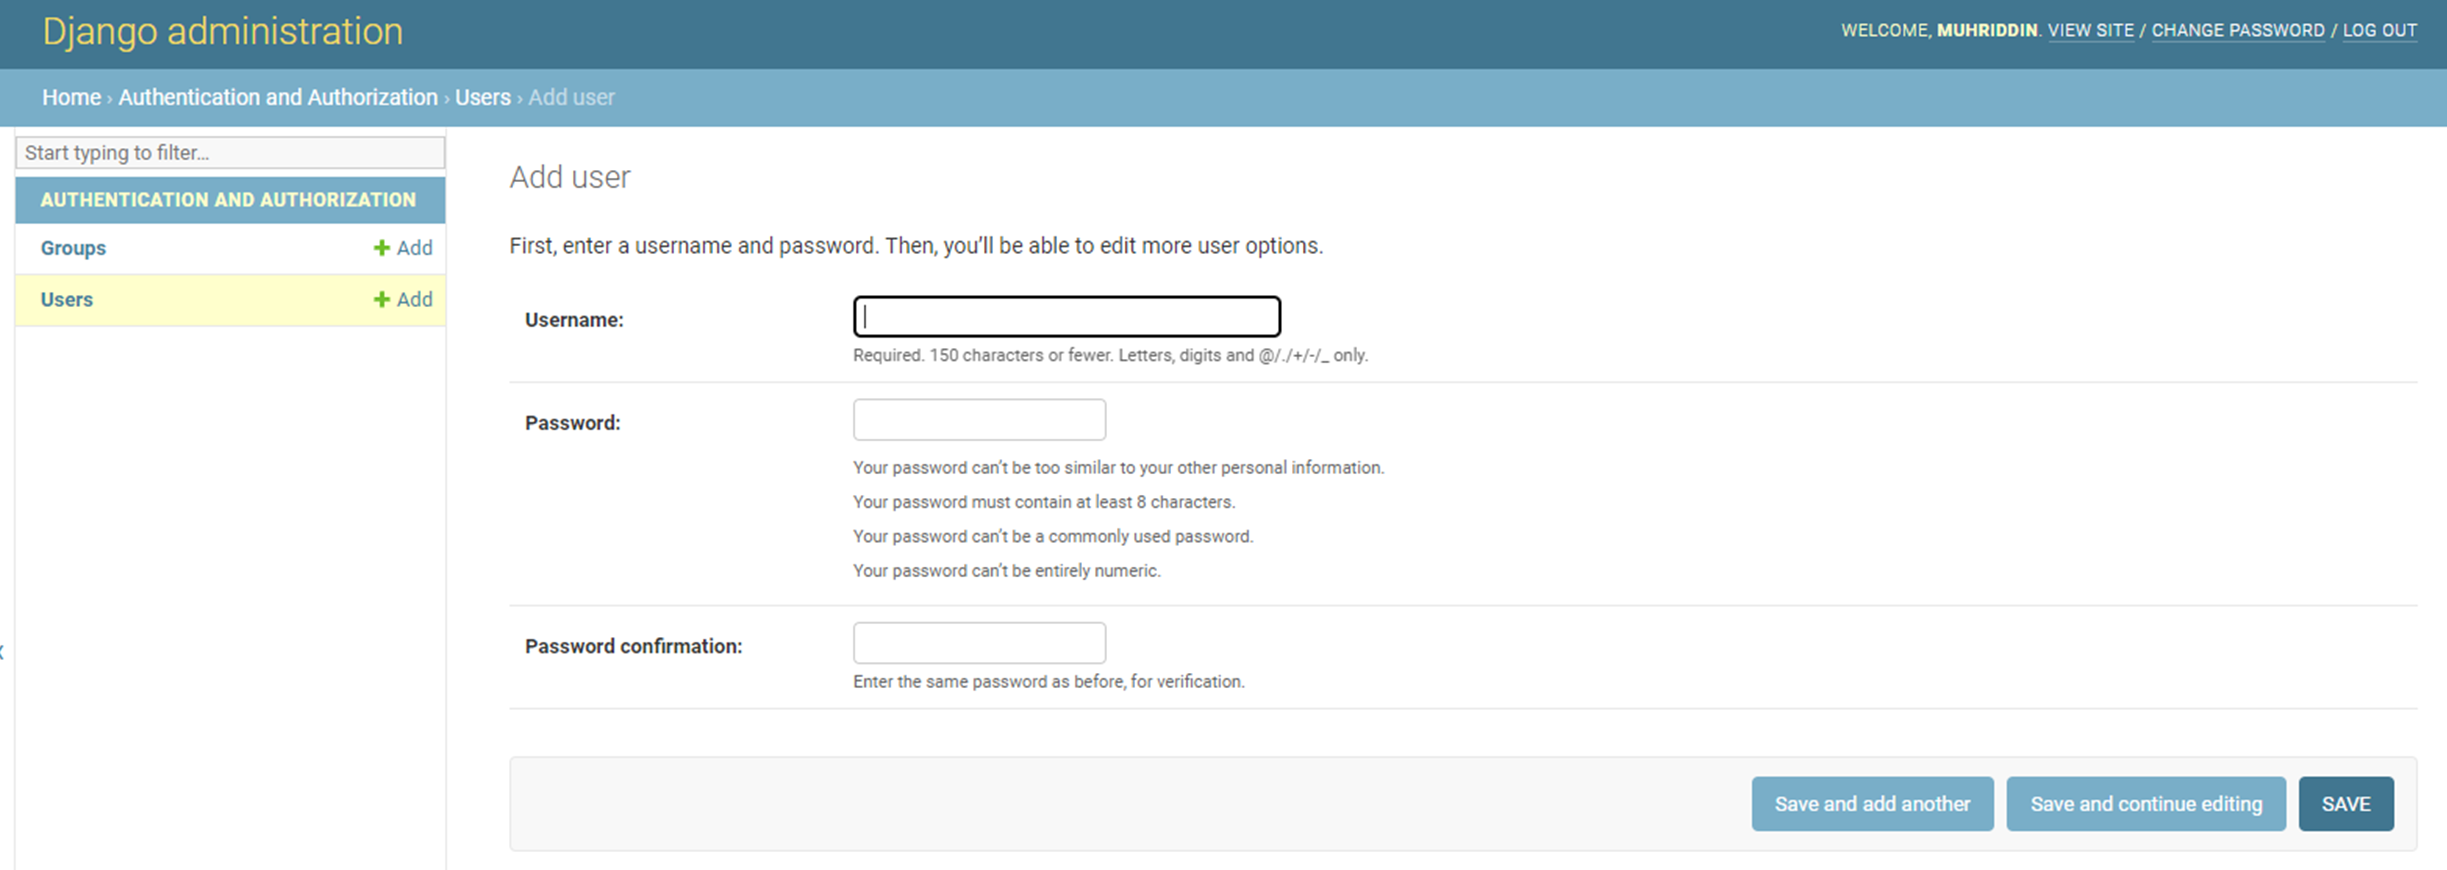 Django administration
WELCOME, MUHRIDDIN. VIEW SITE / CHANGE PASSWORD / LOG OUT
Home › Authentication and Authorization › Users › Add user
Start typing to filter...
AUTHENTICATION AND AUTHORIZATION
Groups + Add
Users + Add
Add user
First, enter a username and password. Then, you'll be able to edit more user options.
Username:
Required. 150 characters or fewer. Letters, digits and @/./+/-/_ only.
Password:
Your password can't be too similar to your other personal information.
Your password must contain at least 8 characters.
Your password can't be a commonly used password.
Your password can't be entirely numeric.
Password confirmation:
Enter the same password as before, for verification.
Save and add another
Save and continue editing
SAVE